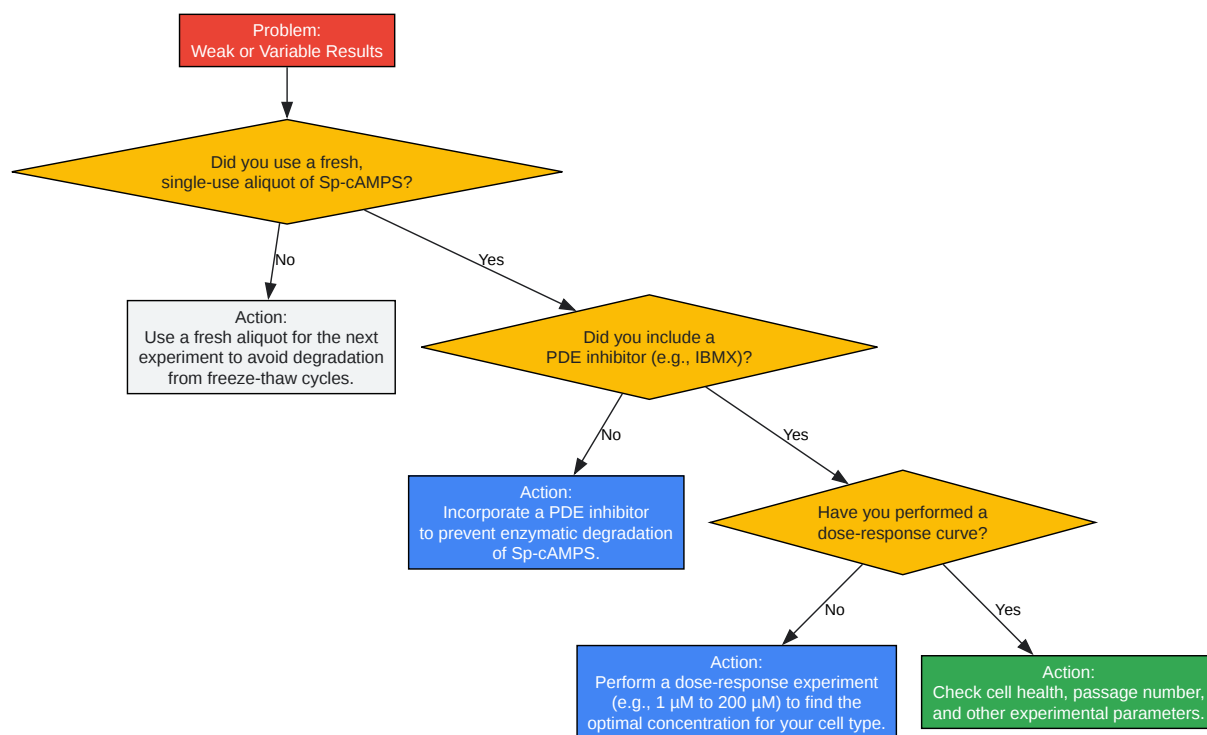 Problem:
Weak or Variable Results
Did you use a fresh,
single-use aliquot of Sp-cAMPS?
No
Yes
Action:
Use a fresh aliquot for the next
experiment to avoid degradation
from freeze-thaw cycles.
Did you include a
PDE inhibitor (e.g., IBMX)?
No
Yes
Action:
Incorporate a PDE inhibitor
to prevent enzymatic degradation
of Sp-cAMPS.
Have you performed a
dose-response curve?
No
Yes
Action:
Perform a dose-response experiment
(e.g., 1 µM to 200 µM) to find the
optimal concentration for your cell type.
Action:
Check cell health, passage number,
and other experimental parameters.